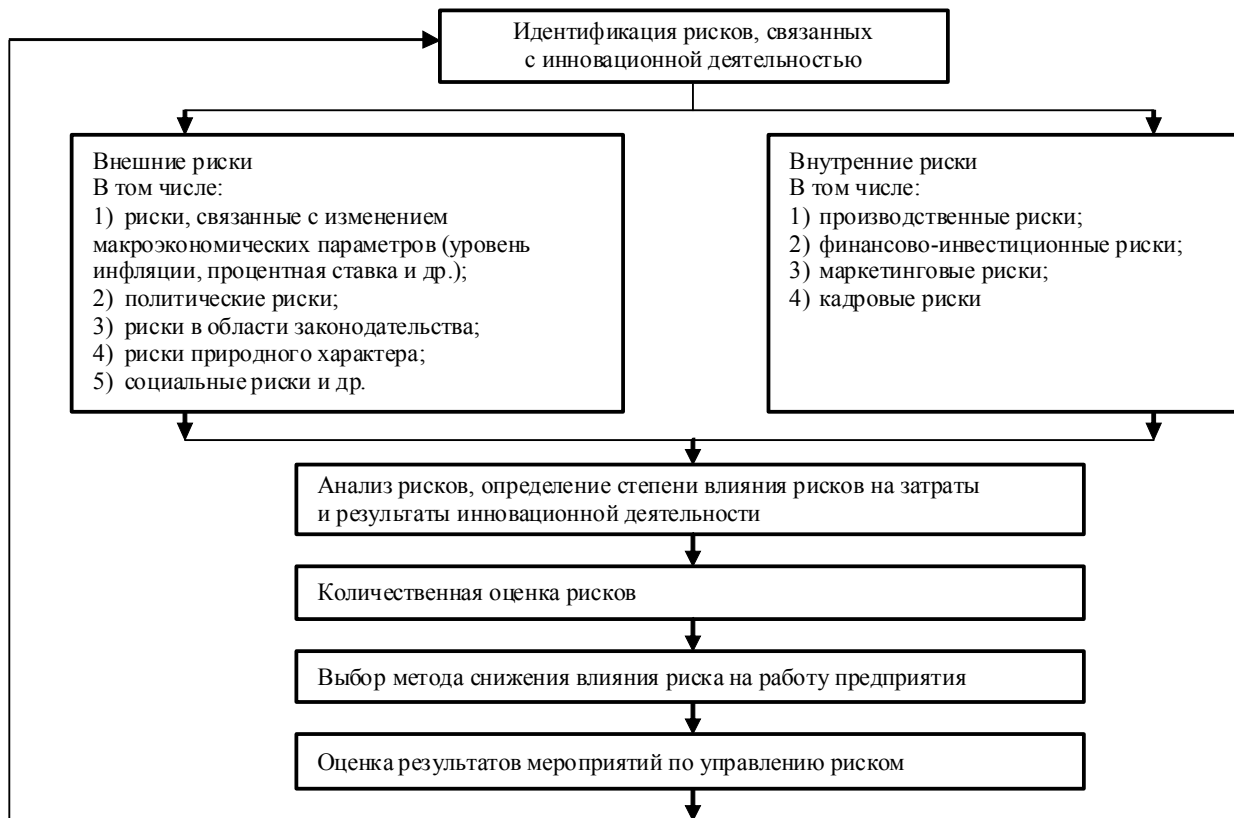 Идентификация рисков, связанных
с инновационной деятельностью
Внешние риски
В том числе:
1) риски, связанные с изменением
макроэкономических параметров (уровень
инфляции, процентная ставка и др.);
2) политические риски;
3) риски в области законодательства;
4) риски природного характера;
5) социальные риски и др.
Внутренние риски
В том числе:
1) производственные риски;
2) финансово-инвестиционные риски;
3) маркетинговые риски;
4) кадровые риски
Анализ рисков, определение степени влияния рисков на затраты
и результаты инновационной деятельности
Количественная оценка рисков
Выбор метода снижения влияния риска на работу предприятия
Оценка результатов мероприятий по управлению риском